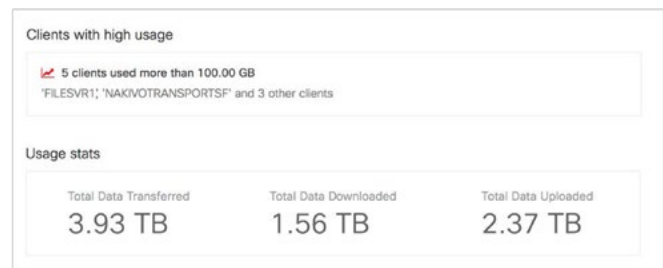 Clients with high usage
5 clients used more than 100.00 GB
'FILESVR1', 'NAKIVOTRANSPORTSF' and 3 other clients
Usage stats
Total Data Transferred
3.93 TB
Total Data Downloaded
1.56 TB
Total Data Uploaded
2.37 TB